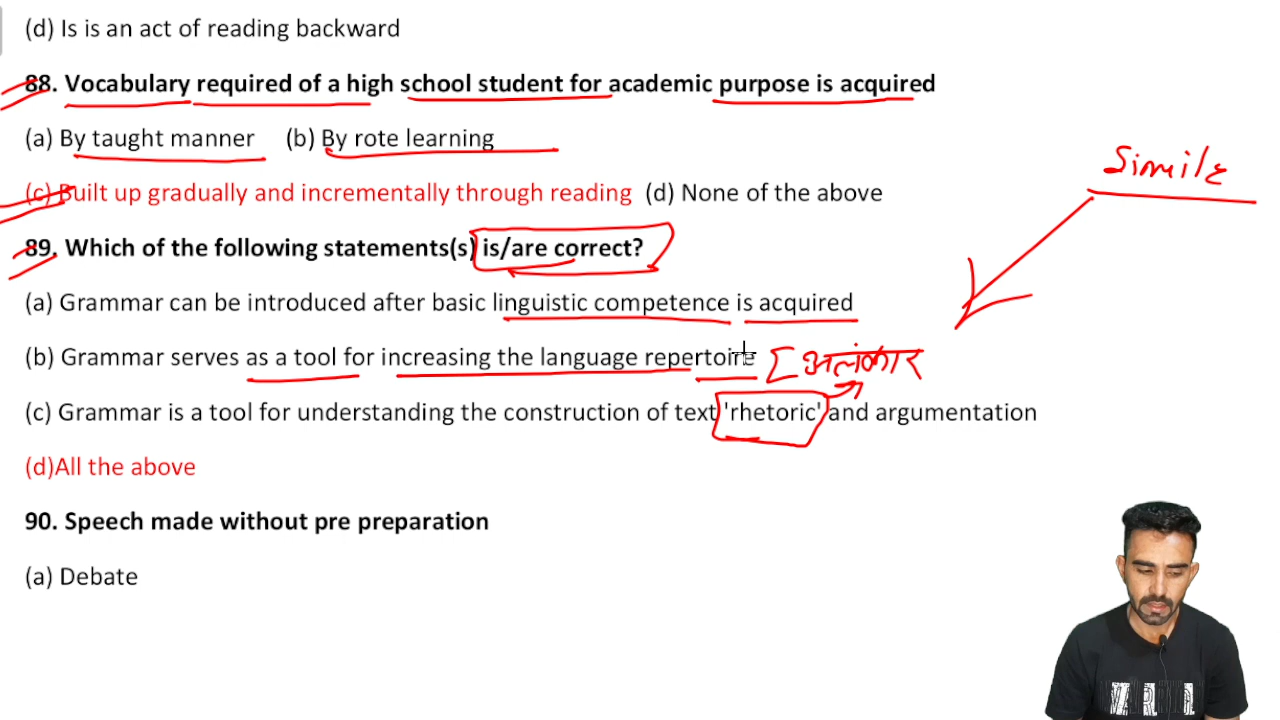 (d) Is is an act of reading backward
88. Vocabulary required of a high school student for academic purpose is acquired
(a) By taught manner (b) By rote learning
Simile
(c) Built up gradually and incrementally through reading (d) None of the above
89. Which of the following statements(s) is/are correct?
(a) Grammar can be introduced after basic linguistic competence is acquired
(b) Grammar serves as a tool for increasing the language repertoire [अलंकार
(c) Grammar is a tool for understanding the construction of text 'rhetoric' and argumentation
(d)All the above
90. Speech made without pre preparation
(a) Debate